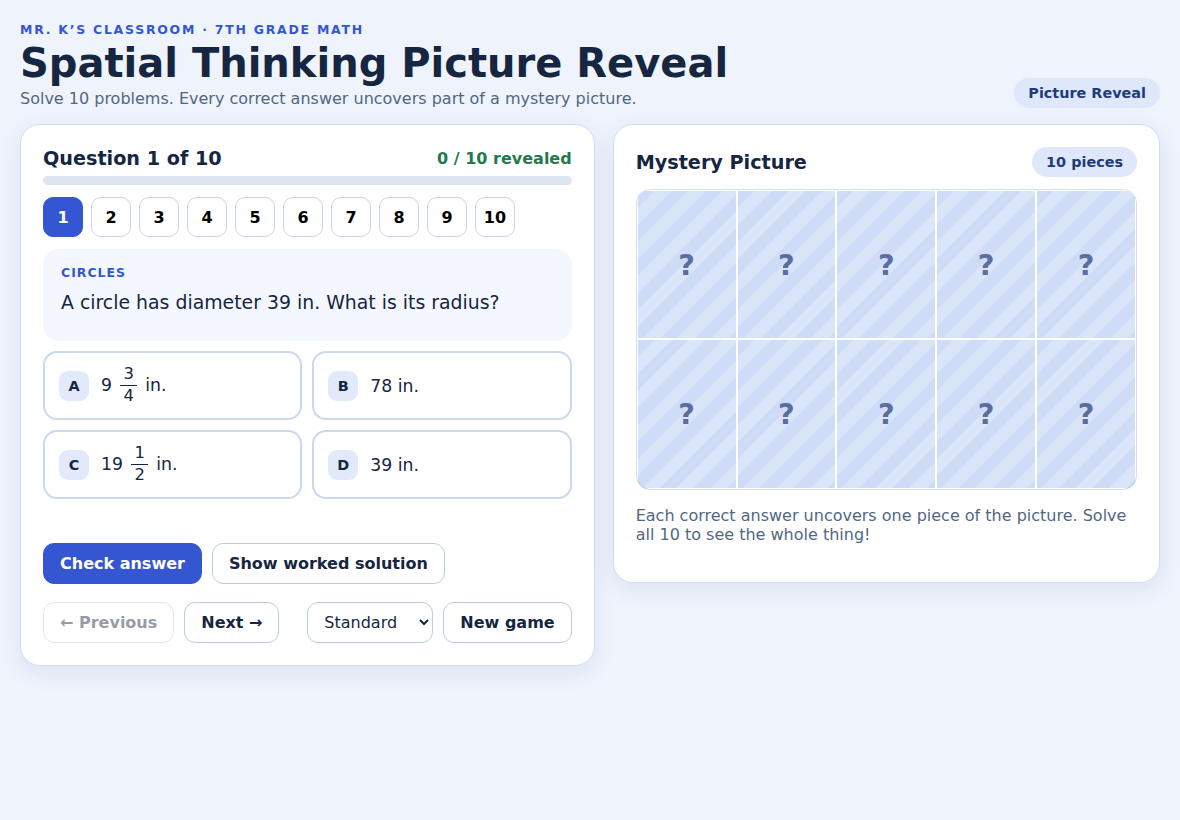 MR. K’S CLASSROOM · 7TH GRADE MATH
Spatial Thinking Picture Reveal
Solve 10 problems. Every correct answer uncovers part of a mystery picture.
Picture Reveal
Question 1 of 10
0 / 10 revealed
1 2 3 4 5 6 7 8 9 10
CIRCLES
A circle has diameter 39 in. What is its radius?
A 9 3/4 in.
B 78 in.
C 19 1/2 in.
D 39 in.
Check answer
Show worked solution
← Previous
Next →
Standard
New game
Mystery Picture
10 pieces
? ? ? ? ?
? ? ? ? ?
Each correct answer uncovers one piece of the picture. Solve
all 10 to see the whole thing!